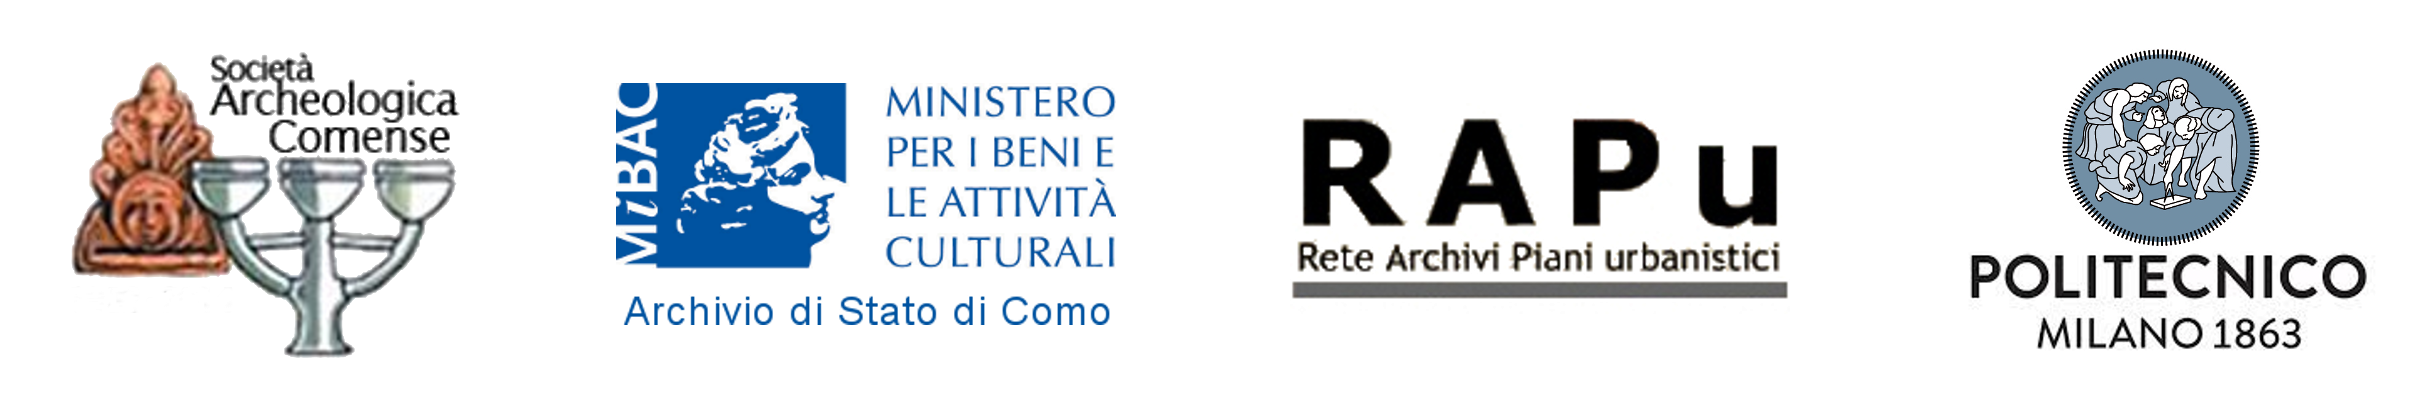 Società
Archeologica
Comense
MiBAC
MINISTERO
PER I BENI E
LE ATTIVITÀ
CULTURALI
Archivio di Stato di Como
RAPu
Rete Archivi Piani urbanistici
POLITECNICO
MILANO 1863